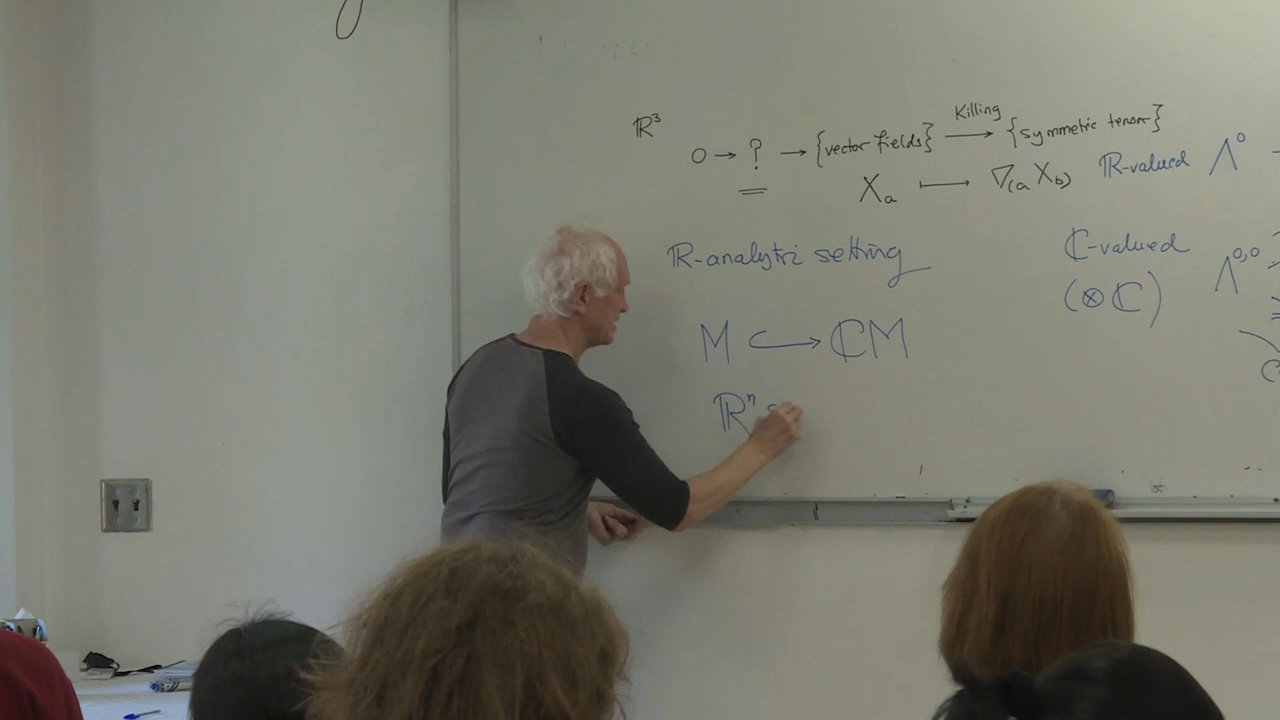 ℝ³
0 → ? → {vector fields} —Killing→ {symmetric tensor}
X_a ⟼ ∇_(a X_b)
ℝ-valued Λ⁰
ℝ-analytic setting
ℂ-valued Λ^0,0
(⊗ℂ)
M ↪ ℂM
ℝⁿ